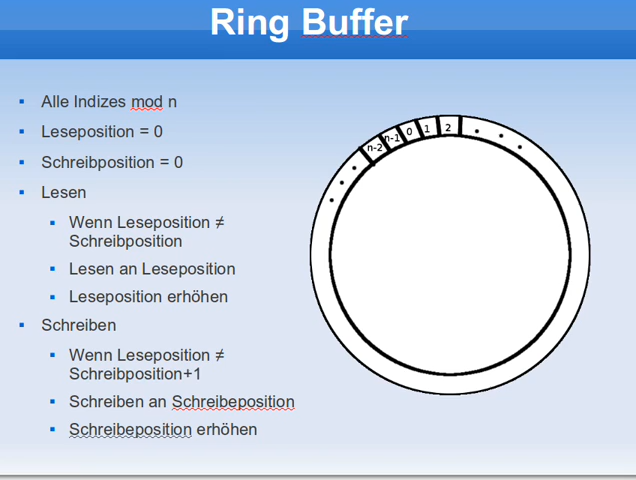 Ring Buffer
Alle Indizes mod n
Leseposition = 0
Schreibposition = 0
Lesen
Wenn Leseposition ≠
Schreibposition
Lesen an Leseposition
Leseposition erhöhen
Schreiben
Wenn Leseposition ≠
Schreibposition+1
Schreiben an Schreibeposition
Schreibeposition erhöhen
n-2 n-1 0 1 2